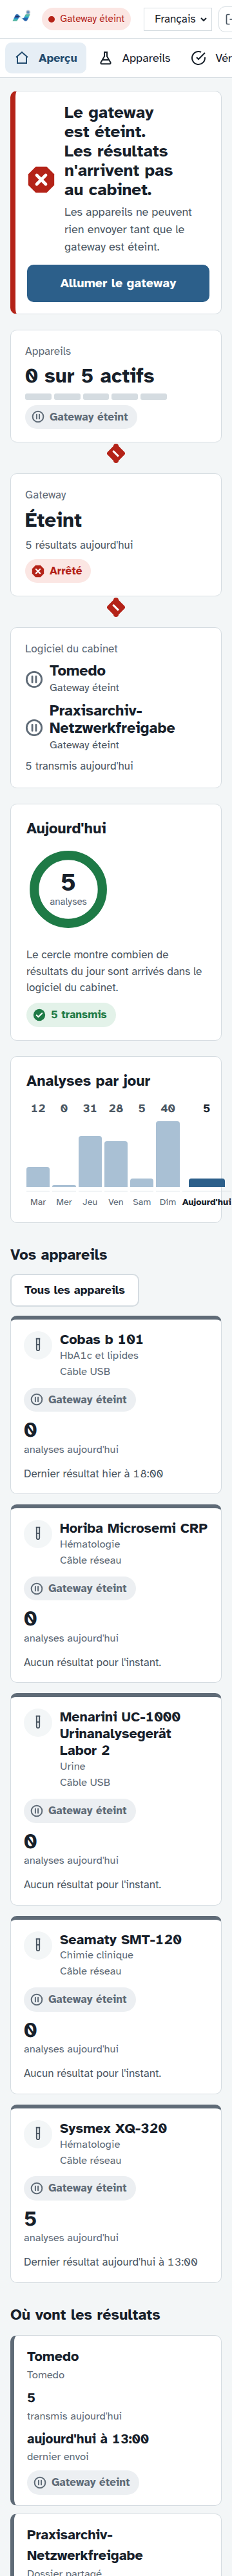 Gateway éteint
Français
Aperçu
Appareils
Vér
Le gateway
est éteint.
Les résultats
n'arrivent pas
au cabinet.
Les appareils ne peuvent
rien envoyer tant que le
gateway est éteint.
Allumer le gateway
Appareils
0 sur 5 actifs
Gateway éteint
Gateway
Éteint
5 résultats aujourd'hui
Arrêté
Logiciel du cabinet
Tomedo
Gateway éteint
Praxisarchiv-
Netzwerkfreigabe
Gateway éteint
5 transmis aujourd'hui
Aujourd'hui
5
analyses
Le cercle montre combien de
résultats du jour sont arrivés dans le
logiciel du cabinet.
5 transmis
Analyses par jour
12 0 31 28 5 40 5
Mar Mer Jeu Ven Sam Dim Aujourd'hui
Vos appareils
Tous les appareils
Cobas b 101
HbA1c et lipides
Câble USB
Gateway éteint
0
analyses aujourd'hui
Dernier résultat hier à 18:00
Horiba Microsemi CRP
Hématologie
Câble réseau
Gateway éteint
0
analyses aujourd'hui
Aucun résultat pour l'instant.
Menarini UC-1000
Urinanalysegerät
Labor 2
Urine
Câble USB
Gateway éteint
0
analyses aujourd'hui
Aucun résultat pour l'instant.
Seamaty SMT-120
Chimie clinique
Câble réseau
Gateway éteint
0
analyses aujourd'hui
Aucun résultat pour l'instant.
Sysmex XQ-320
Hématologie
Câble réseau
Gateway éteint
5
analyses aujourd'hui
Dernier résultat aujourd'hui à 13:00
Où vont les résultats
Tomedo
Tomedo
5
transmis aujourd'hui
aujourd'hui à 13:00
dernier envoi
Gateway éteint
Praxisarchiv-
Netzwerkfreigabe
Dossier partagé